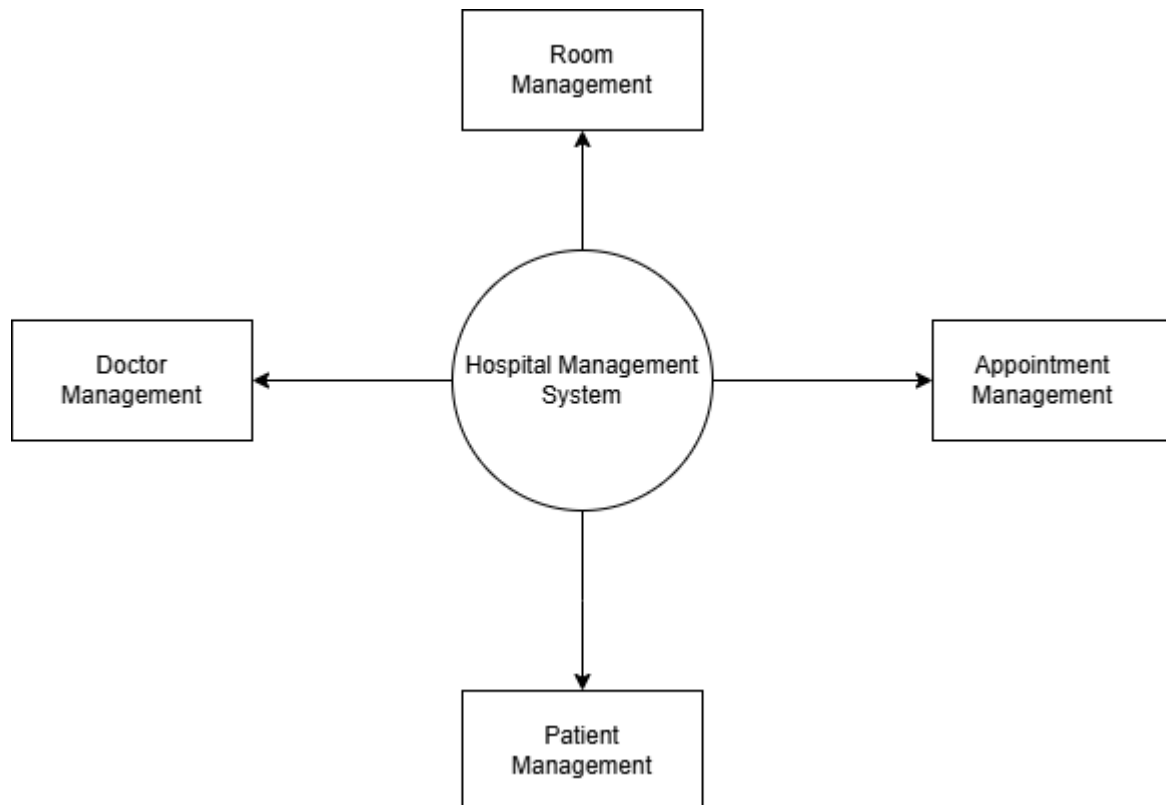 Room
Management
Doctor
Management
Hospital Management
System
Appointment
Management
Patient
Management